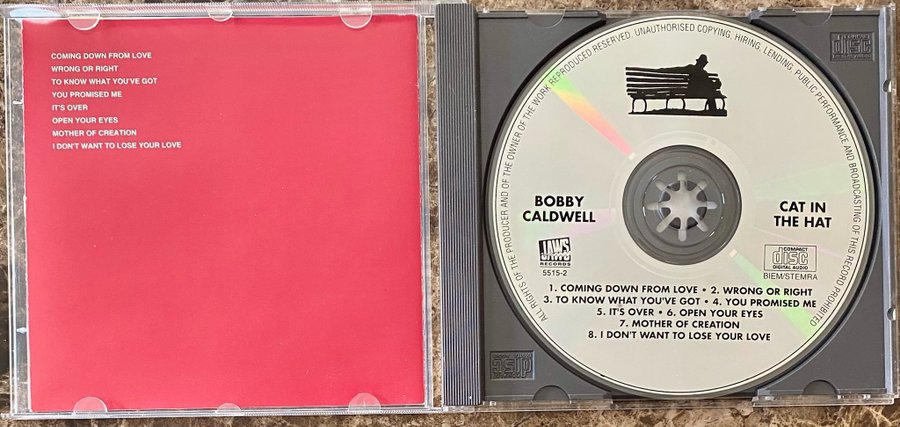 COMING DOWN FROM LOVE
WRONG OR RIGHT
TO KNOW WHAT YOU'VE GOT
YOU PROMISED ME
IT'S OVER
OPEN YOUR EYES
MOTHER OF CREATION
I DON'T WANT TO LOSE YOUR LOVE
ALL RIGHTS OF THE PRODUCER AND OF THE OWNER OF THE WORK REPRODUCED RESERVED. UNAUTHORISED COPYING, HIRING, LENDING, PUBLIC PERFORMANCE AND BROADCASTING OF THIS RECORD PROHIBITED
BOBBY
CALDWELL
CAT IN
THE HAT
JAWS
RECORDS
5515-2
COMPACT
disc
DIGITAL AUDIO
BIEM/STEMRA
1. COMING DOWN FROM LOVE • 2. WRONG OR RIGHT
3. TO KNOW WHAT YOU'VE GOT • 4. YOU PROMISED ME
5. IT'S OVER • 6. OPEN YOUR EYES
7. MOTHER OF CREATION
8. I DON'T WANT TO LOSE YOUR LOVE
disc
disc